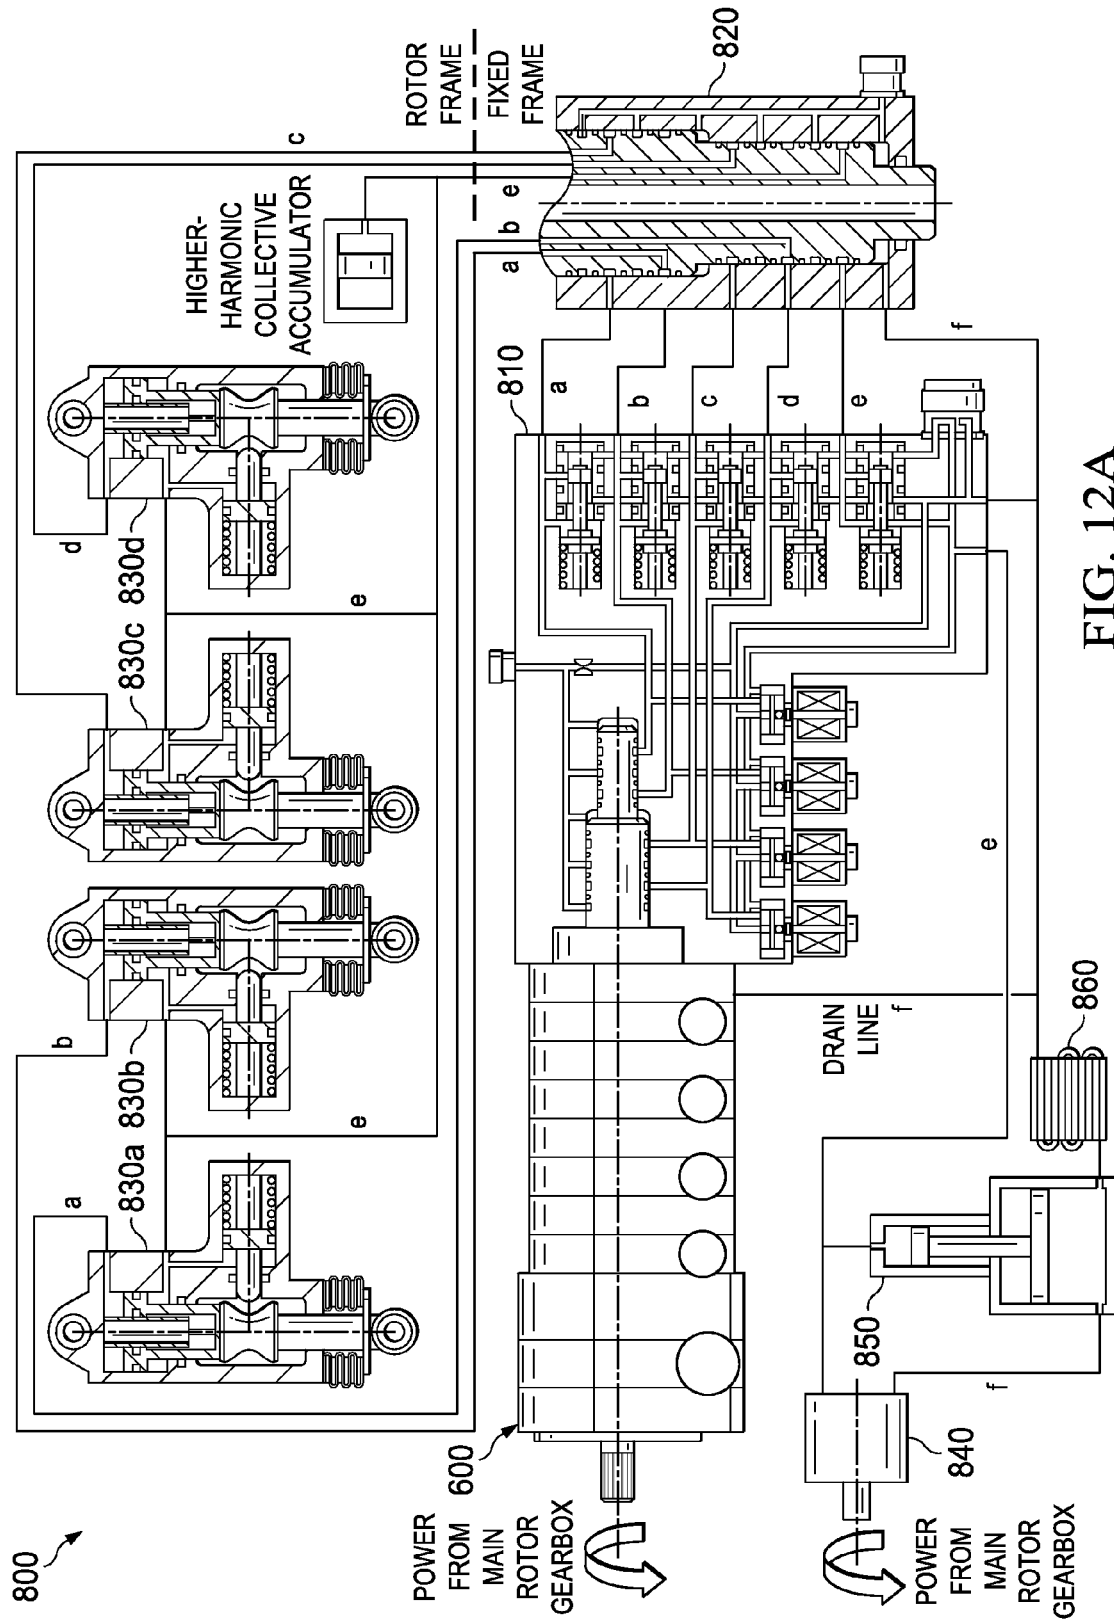 800
a
830a
830b
b
830c
830d
d
e
e
HIGHER-
HARMONIC
COLLECTIVE
ACCUMULATOR
c
ROTOR
FRAME
FIXED
FRAME
a
b
e
820
POWER
FROM
MAIN
ROTOR
GEARBOX
600
810
a
b
c
d
e
f
DRAIN
LINE
f
e
860
850
f
840
POWER
FROM
MAIN
ROTOR
GEARBOX
FIG. 12A